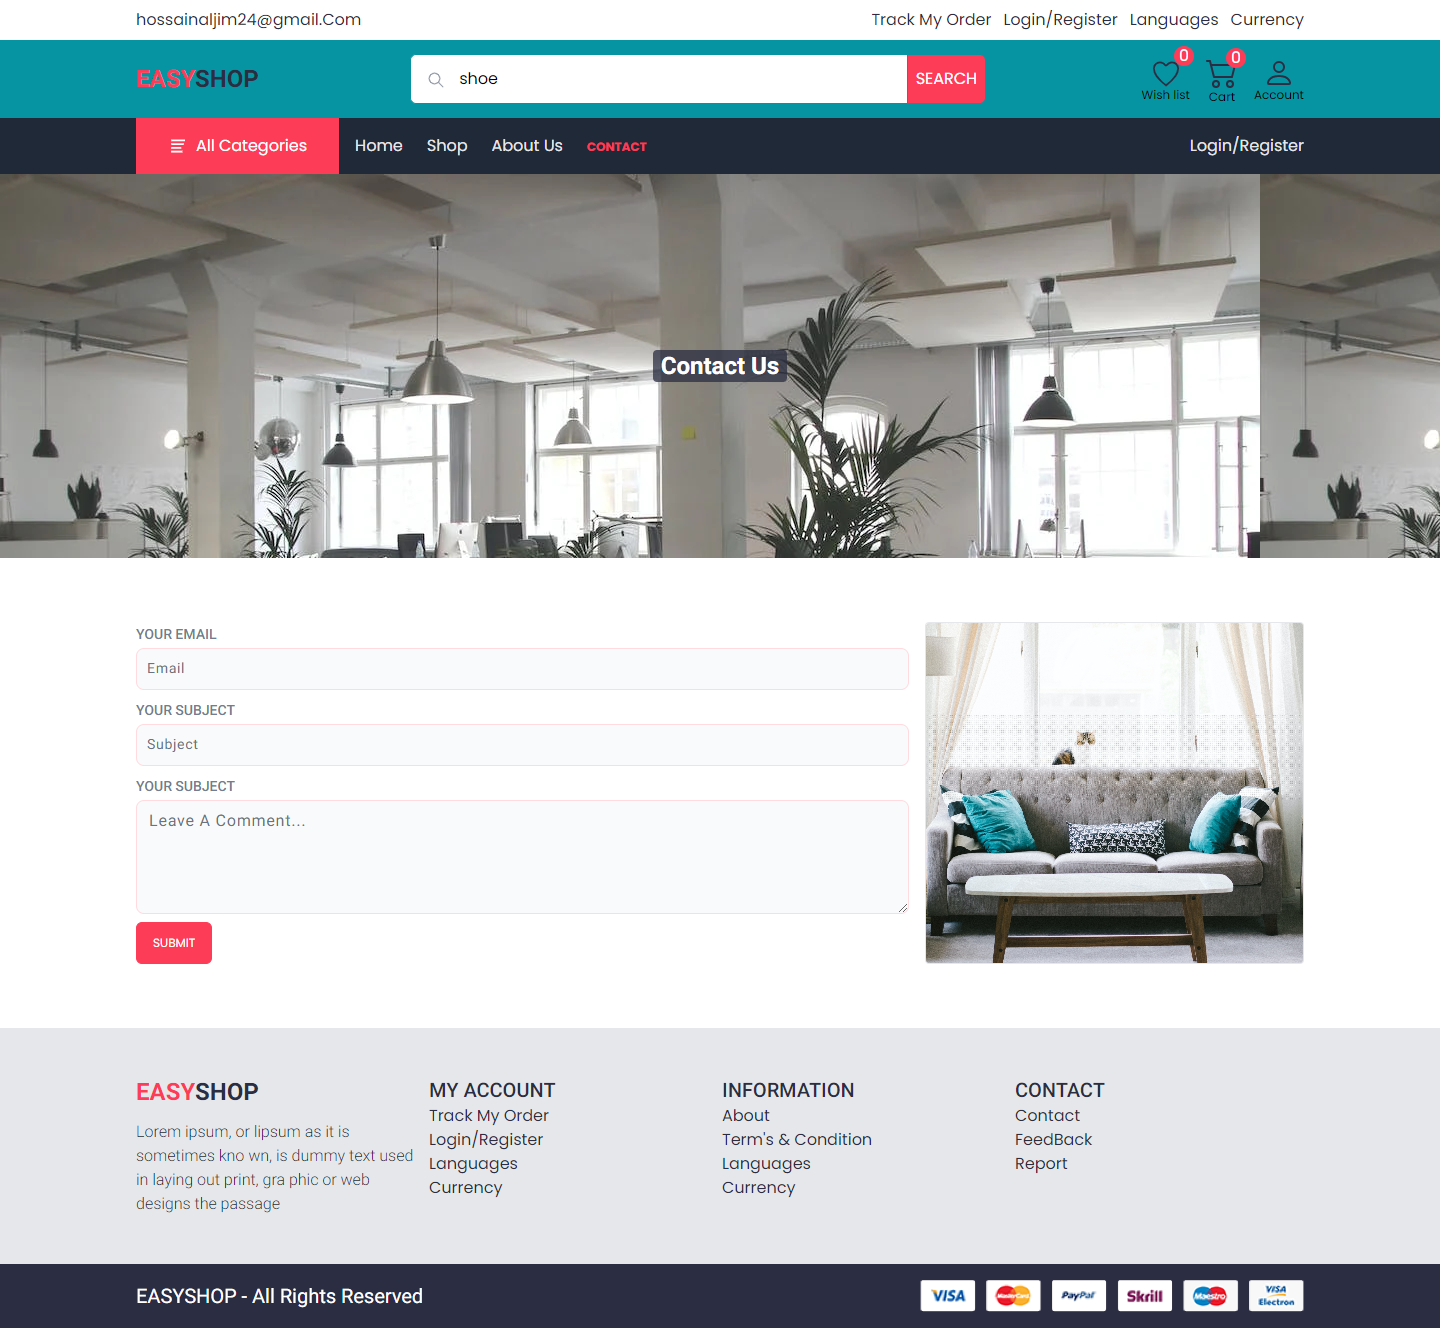 hossainaljim24@gmail.Com Track My Order Login/Register Languages Currency
EASYSHOP shoe SEARCH 0 Wish list 0 Cart Account
All Categories Home Shop About Us CONTACT Login/Register
Contact Us
YOUR EMAIL
Email
YOUR SUBJECT
Subject
YOUR SUBJECT
Leave A Comment...
SUBMIT
EASYSHOP
Lorem ipsum, or lipsum as it is
sometimes kno wn, is dummy text used
in laying out print, gra phic or web
designs the passage
MY ACCOUNT
Track My Order
Login/Register
Languages
Currency
INFORMATION
About
Term's & Condition
Languages
Currency
CONTACT
Contact
FeedBack
Report
EASYSHOP - All Rights Reserved VISA MasterCard PayPal Skrill Maestro VISA Electron